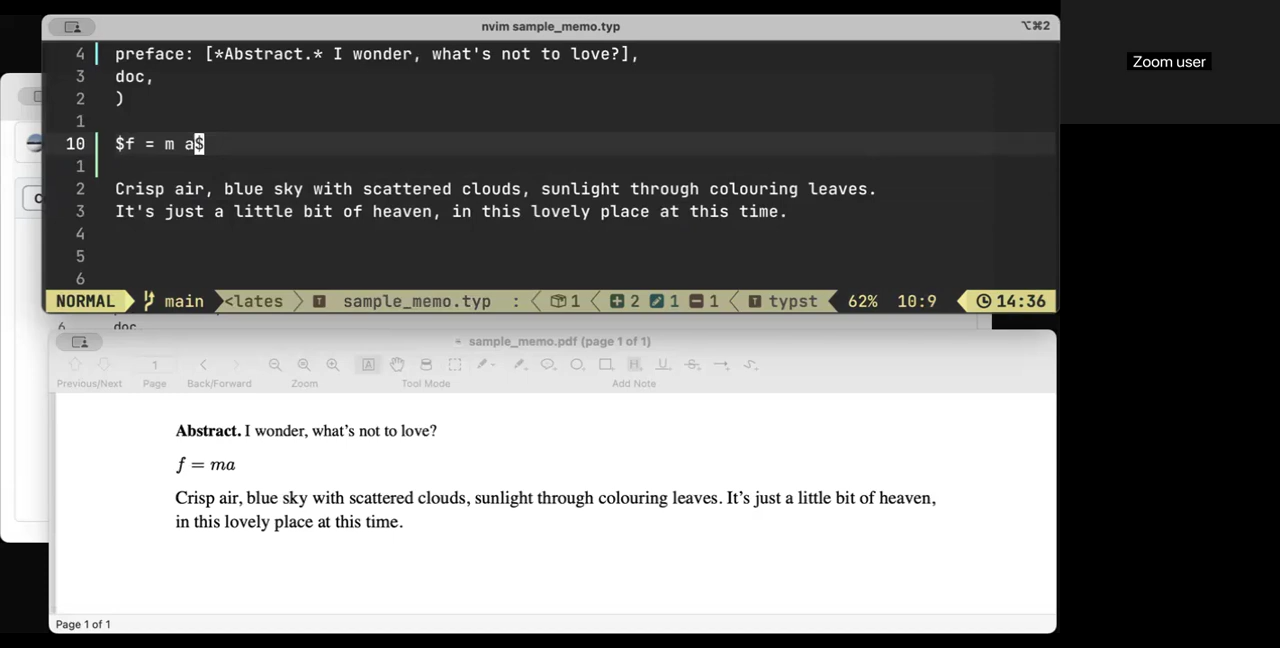 nvim sample_memo.typ
⌥⌘2
Zoom user
4 preface: [*Abstract.* I wonder, what's not to love?],
3 doc,
2 )
1
10 $f = m a$
1
2 Crisp air, blue sky with scattered clouds, sunlight through colouring leaves.
3 It's just a little bit of heaven, in this lovely place at this time.
4
5
6
NORMAL main <lates sample_memo.typ : 1 2 1 1 typst 62% 10:9 14:36
6 doc
sample_memo.pdf (page 1 of 1)
1
Previous/Next Page Back/Forward Zoom Tool Mode Add Note
Abstract. I wonder, what's not to love?
f = ma
Crisp air, blue sky with scattered clouds, sunlight through colouring leaves. It's just a little bit of heaven,
in this lovely place at this time.
Page 1 of 1